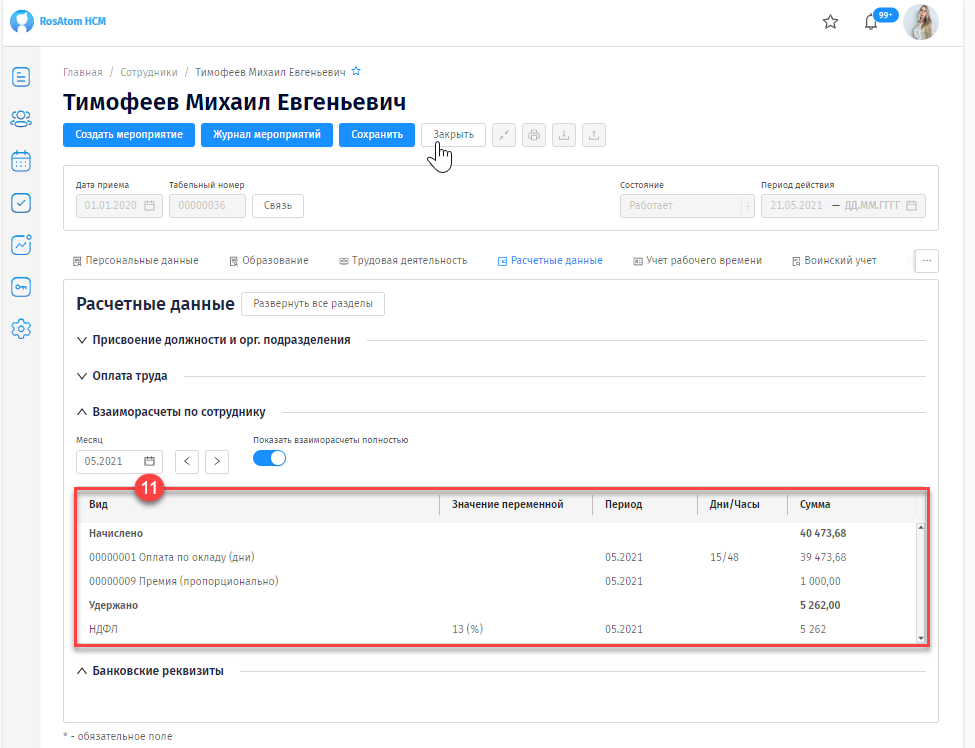 RosAtom HCM
99+
Главная / Сотрудники / Тимофеев Михаил Евгеньевич
Тимофеев Михаил Евгеньевич
Создать мероприятие Журнал мероприятий Сохранить Закрыть
Дата приема Табельный номер Состояние Период действия
01.01.2020 00000036 Связь Работает 21.05.2021 — ДД.ММ.ГГГГ
Персональные данные Образование Трудовая деятельность Расчетные данные Учет рабочего времени Воинский учет ...
Расчетные данные Развернуть все разделы
Присвоение должности и орг. подразделения
Оплата труда
Взаиморасчеты по сотруднику
Месяц Показать взаиморасчеты полностью
05.2021 < >
11
Вид Значение переменной Период Дни/Часы Сумма
Начислено 40 473,68
00000001 Оплата по окладу (дни) 05.2021 15/48 39 473,68
00000009 Премия (пропорционально) 05.2021 1 000,00
Удержано 5 262,00
НДФЛ 13 (%) 05.2021 5 262
Банковские реквизиты
* - обязательное поле